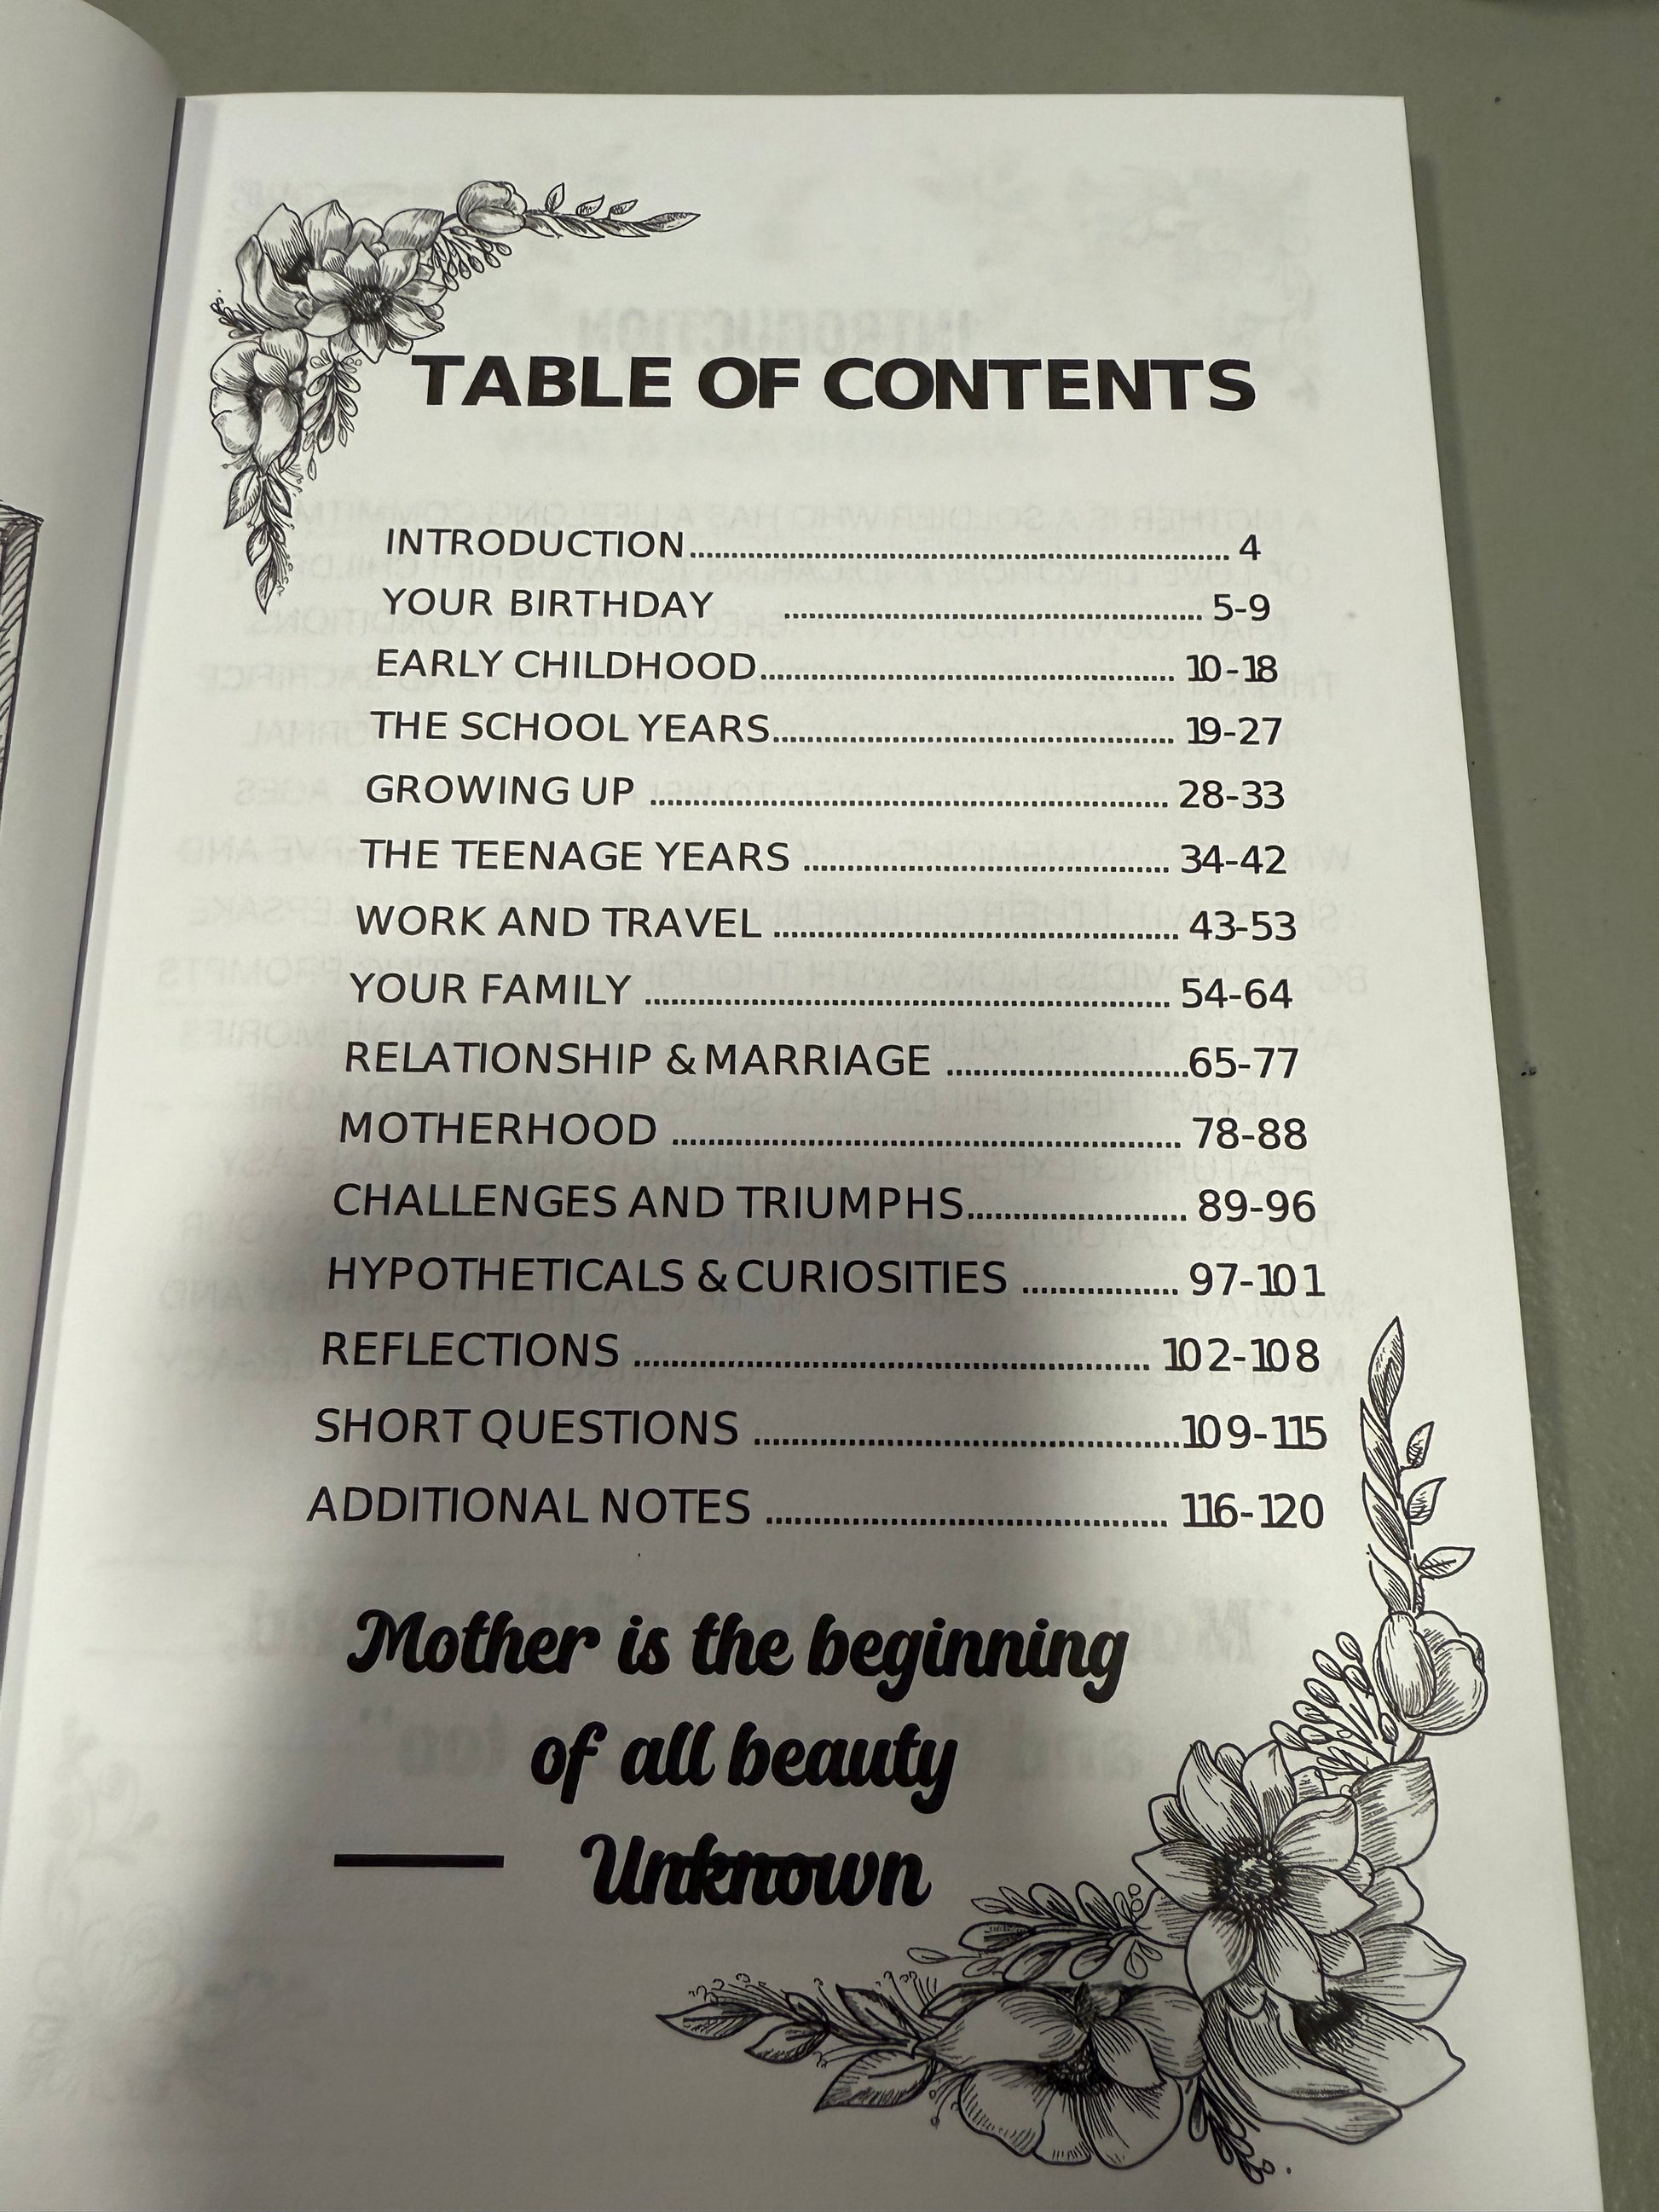 TABLE OF CONTENTS
INTRODUCTION................................................................ 4
YOUR BIRTHDAY .................................................. 5-9
EARLY CHILDHOOD................................................. 10-18
THE SCHOOL YEARS................................................ 19-27
GROWING UP .............................................................. 28-33
THE TEENAGE YEARS ............................................ 34-42
WORK AND TRAVEL ................................................ 43-53
YOUR FAMILY .............................................................. 54-64
RELATIONSHIP & MARRIAGE .............................65-77
MOTHERHOOD ............................................................ 78-88
CHALLENGES AND TRIUMPHS.......................... 89-96
HYPOTHETICALS & CURIOSITIES .................. 97-101
REFLECTIONS ............................................................ 102-108
SHORT QUESTIONS .................................................109-115
ADDITIONAL NOTES ............................................... 116-120
Mother is the beginning
of all beauty
— Unknown